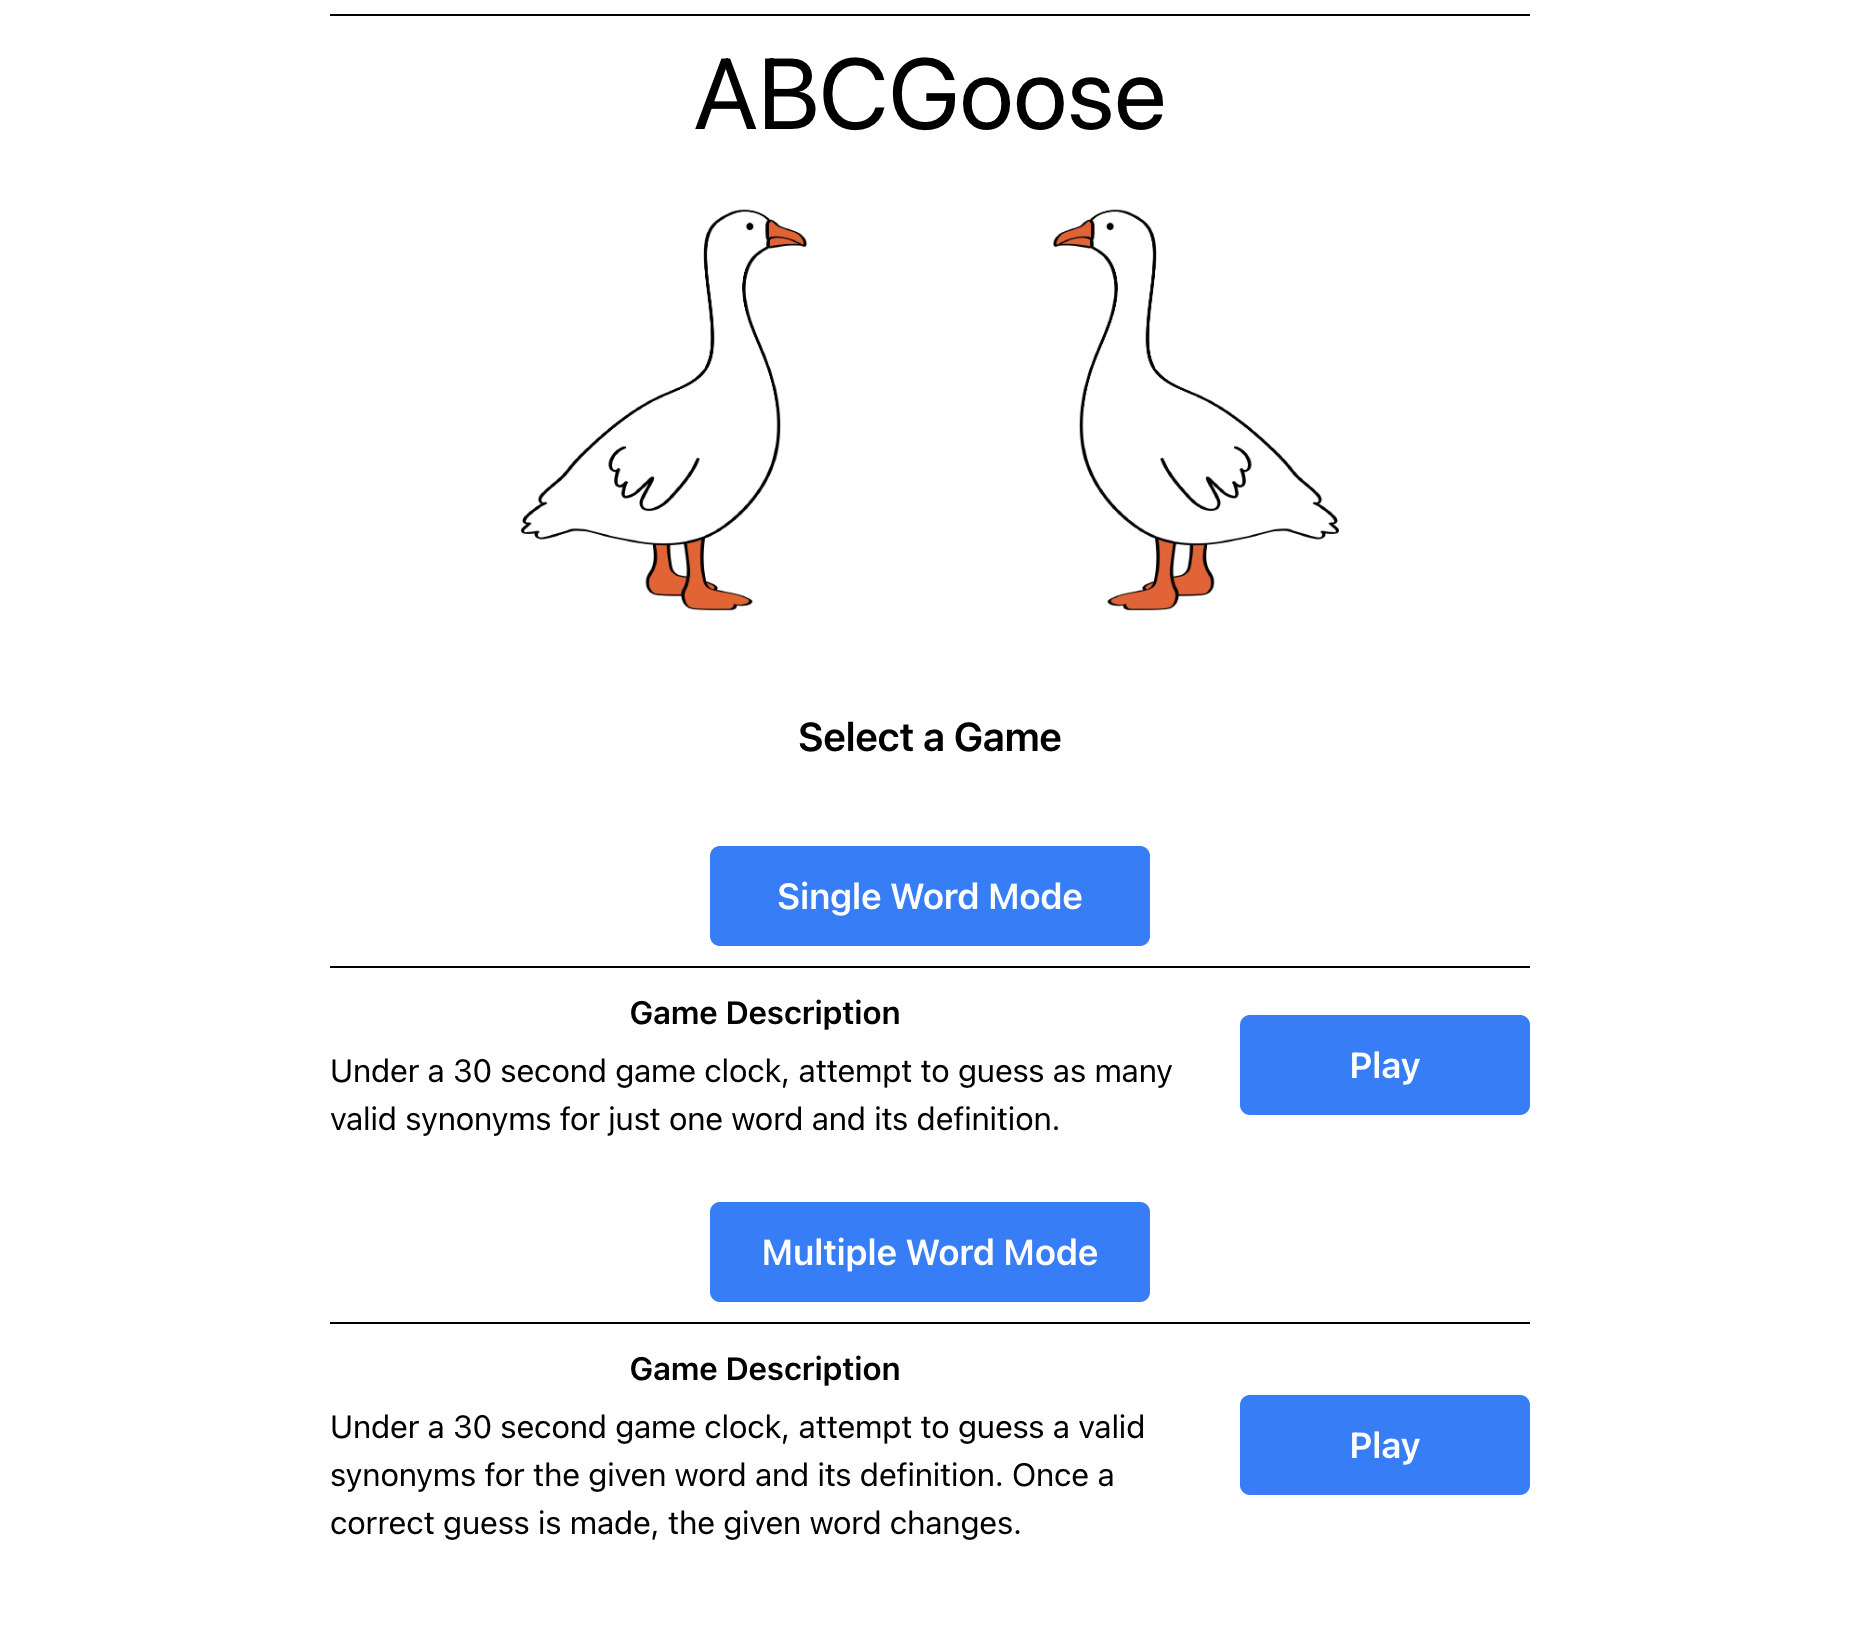 ABCGoose
Select a Game
Single Word Mode
Game Description
Under a 30 second game clock, attempt to guess as many
valid synonyms for just one word and its definition.
Play
Multiple Word Mode
Game Description
Under a 30 second game clock, attempt to guess a valid
synonyms for the given word and its definition. Once a
correct guess is made, the given word changes.
Play